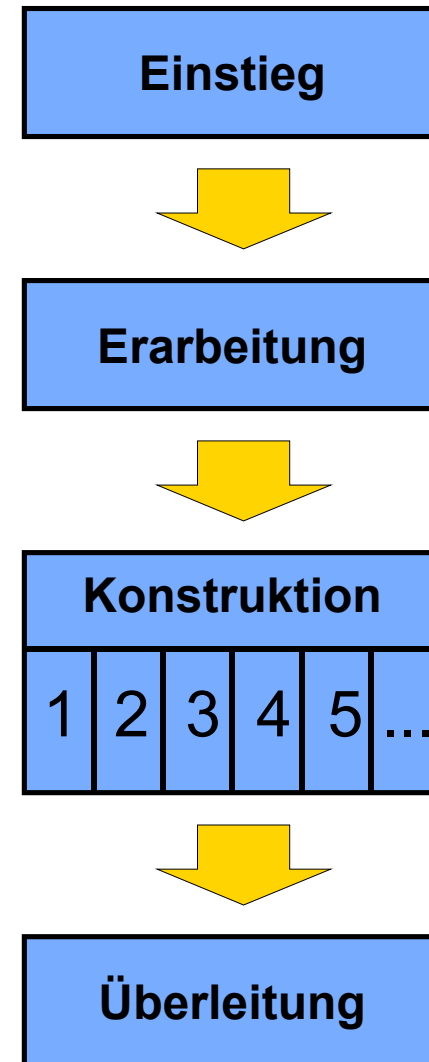 Einstieg
Erarbeitung
Konstruktion
1 2 3 4 5 ...
Überleitung